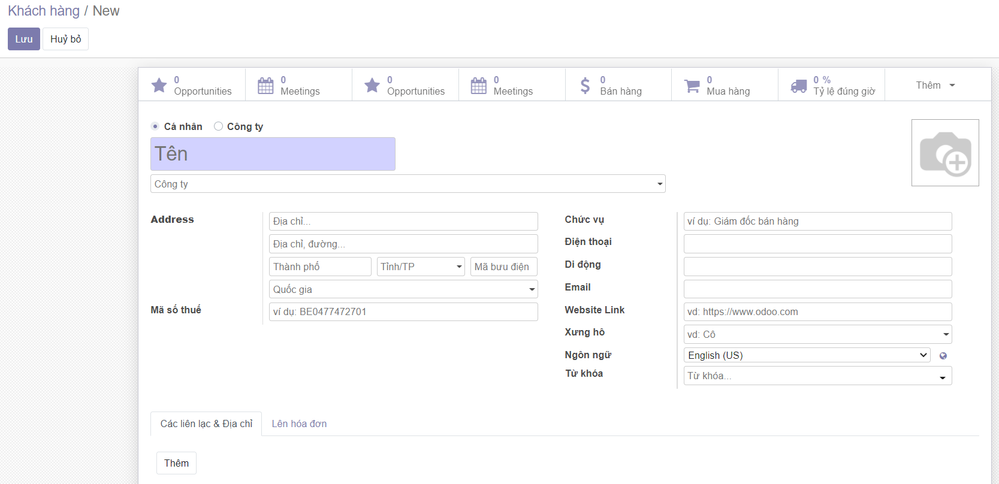 Khách hàng / New
Lưu Huỷ bỏ
0 Opportunities
0 Meetings
0 Opportunities
0 Meetings
0 Bán hàng
0 Mua hàng
0 % Tỷ lệ đúng giờ
Thêm
Cá nhân Công ty
Tên
Công ty
Address
Địa chỉ...
Địa chỉ, đường...
Thành phố Tỉnh/TP Mã bưu điện
Quốc gia
Mã số thuế ví dụ: BE0477472701
Chức vụ ví dụ: Giám đốc bán hàng
Điện thoại
Di động
Email
Website Link vd: https://www.odoo.com
Xưng hô vd: Cô
Ngôn ngữ English (US)
Từ khóa Từ khóa...
Các liên lạc & Địa chỉ Lên hóa đơn
Thêm